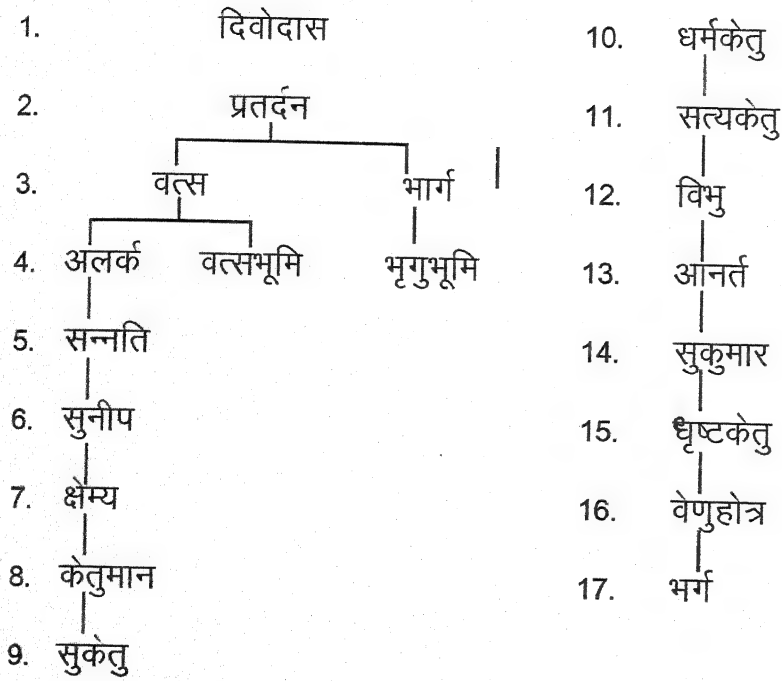 1. दिवोदास
2. प्रतर्दन
3. वत्स भार्ग
4. अलर्क वत्सभूमि भृगुभूमि
5. सन्नति
6. सुनीप
7. क्षेम्य
8. केतुमान
9. सुकेतु
10. धर्मकेतु
11. सत्यकेतु
12. विभु
13. आनर्त
14. सुकुमार
15. धृष्टकेतु
16. वेणुहोत्र
17. भर्ग